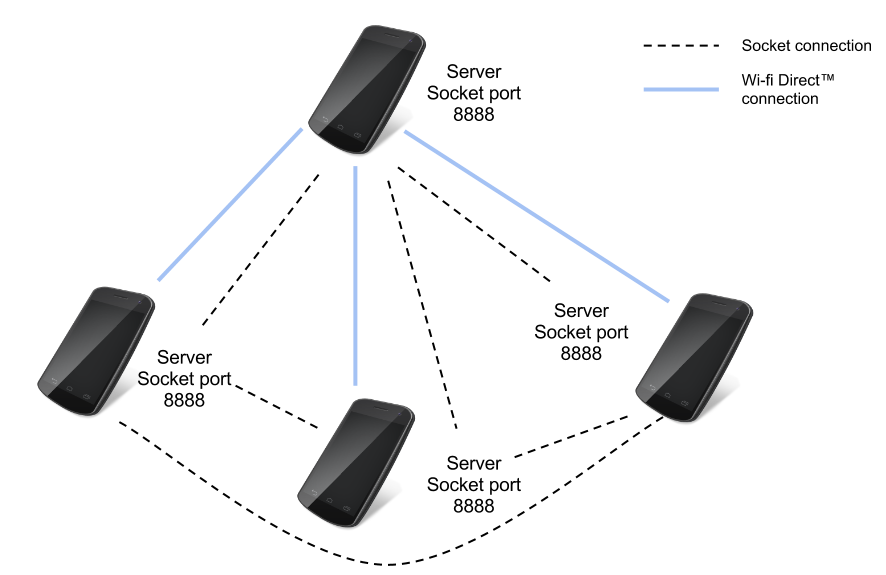 Socket connection
Wi-fi Direct™
connection
Server
Socket port
8888
Server
Socket port
8888
Server
Socket port
8888
Server
Socket port
8888